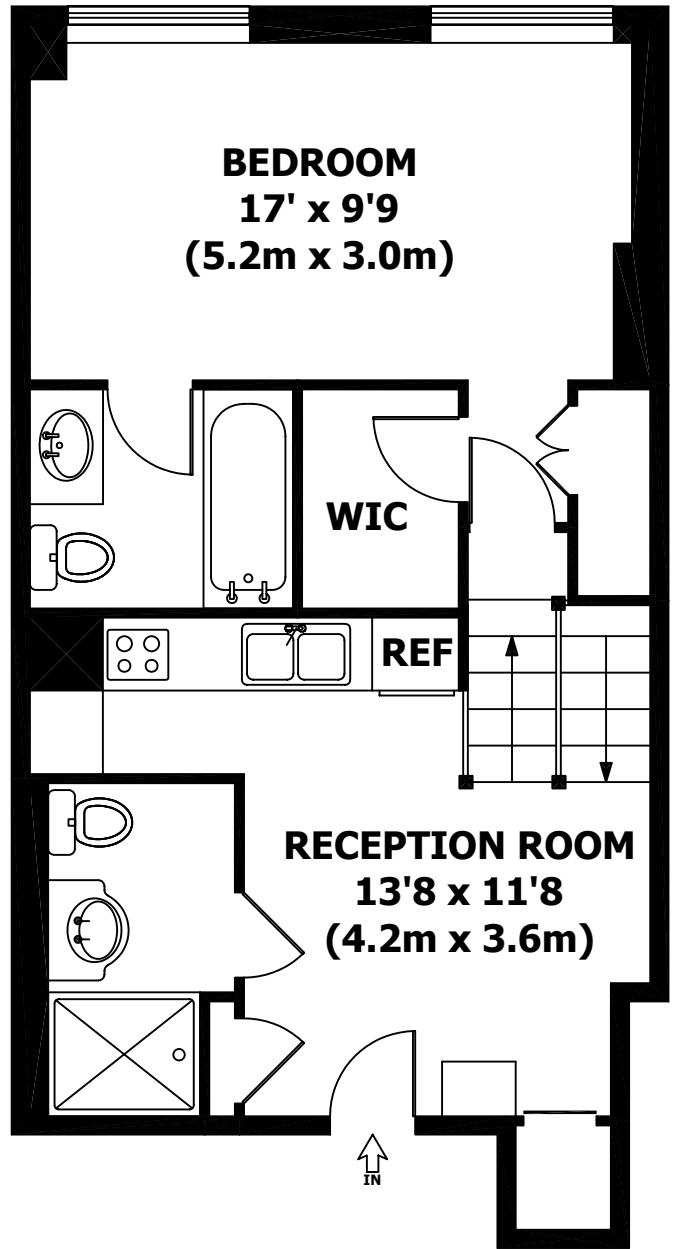 BEDROOM
17' x 9'9
(5.2m x 3.0m)
WIC
REF
RECEPTION ROOM
13'8 x 11'8
(4.2m x 3.6m)
IN